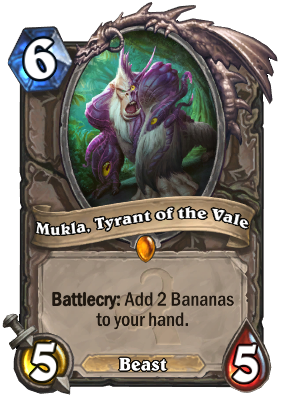 6
Mukla, Tyrant of the Vale
Battlecry: Add 2 Bananas
to your hand.
5
Beast
5